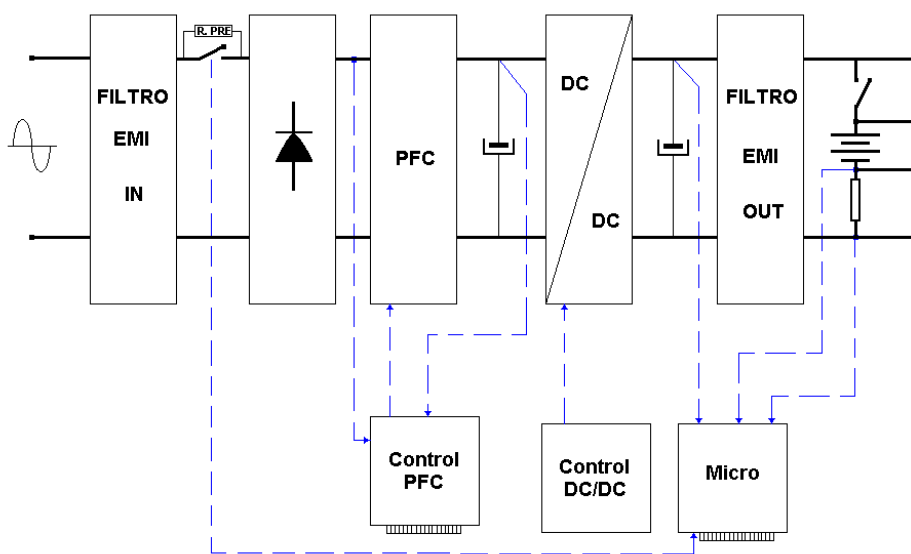 R. PRE
FILTRO
EMI
IN
PFC
DC
DC
FILTRO
EMI
OUT
Control
PFC
Control
DC/DC
Micro